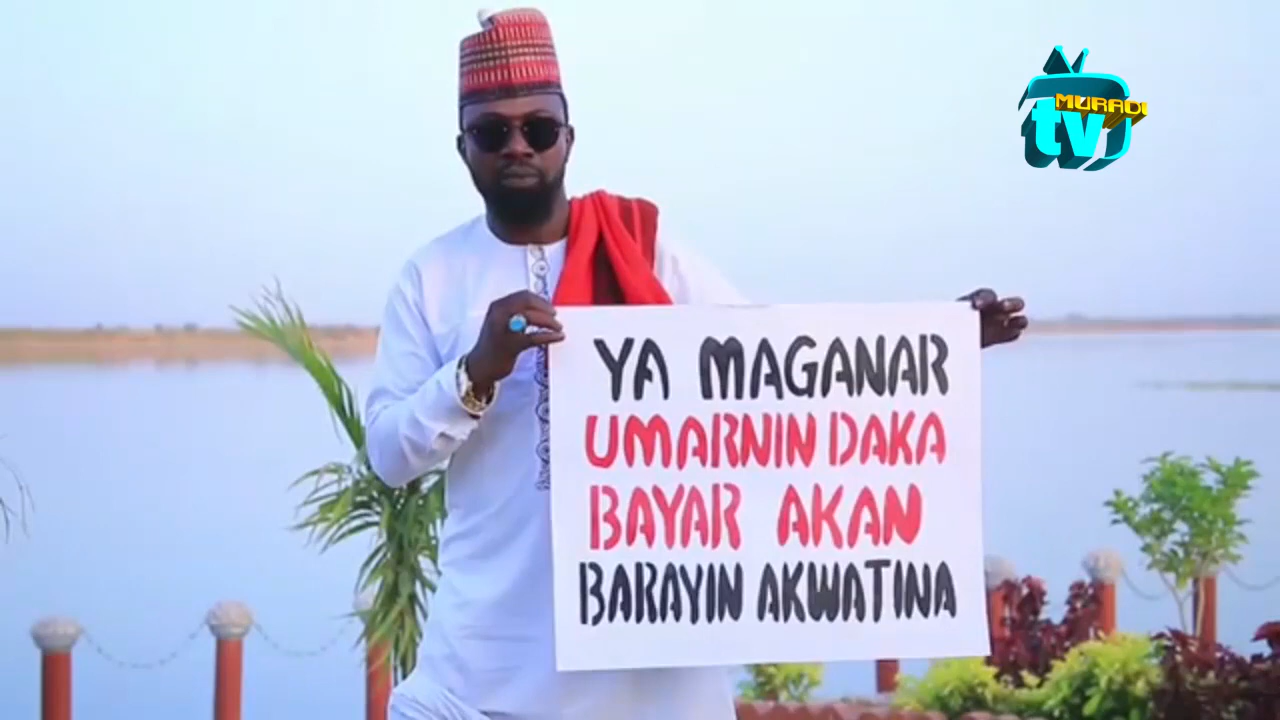 MURADI
tv
YA MAGANAR
UMARNIN DAKA
BAYAR AKAN
BARAYIN AKWATINA